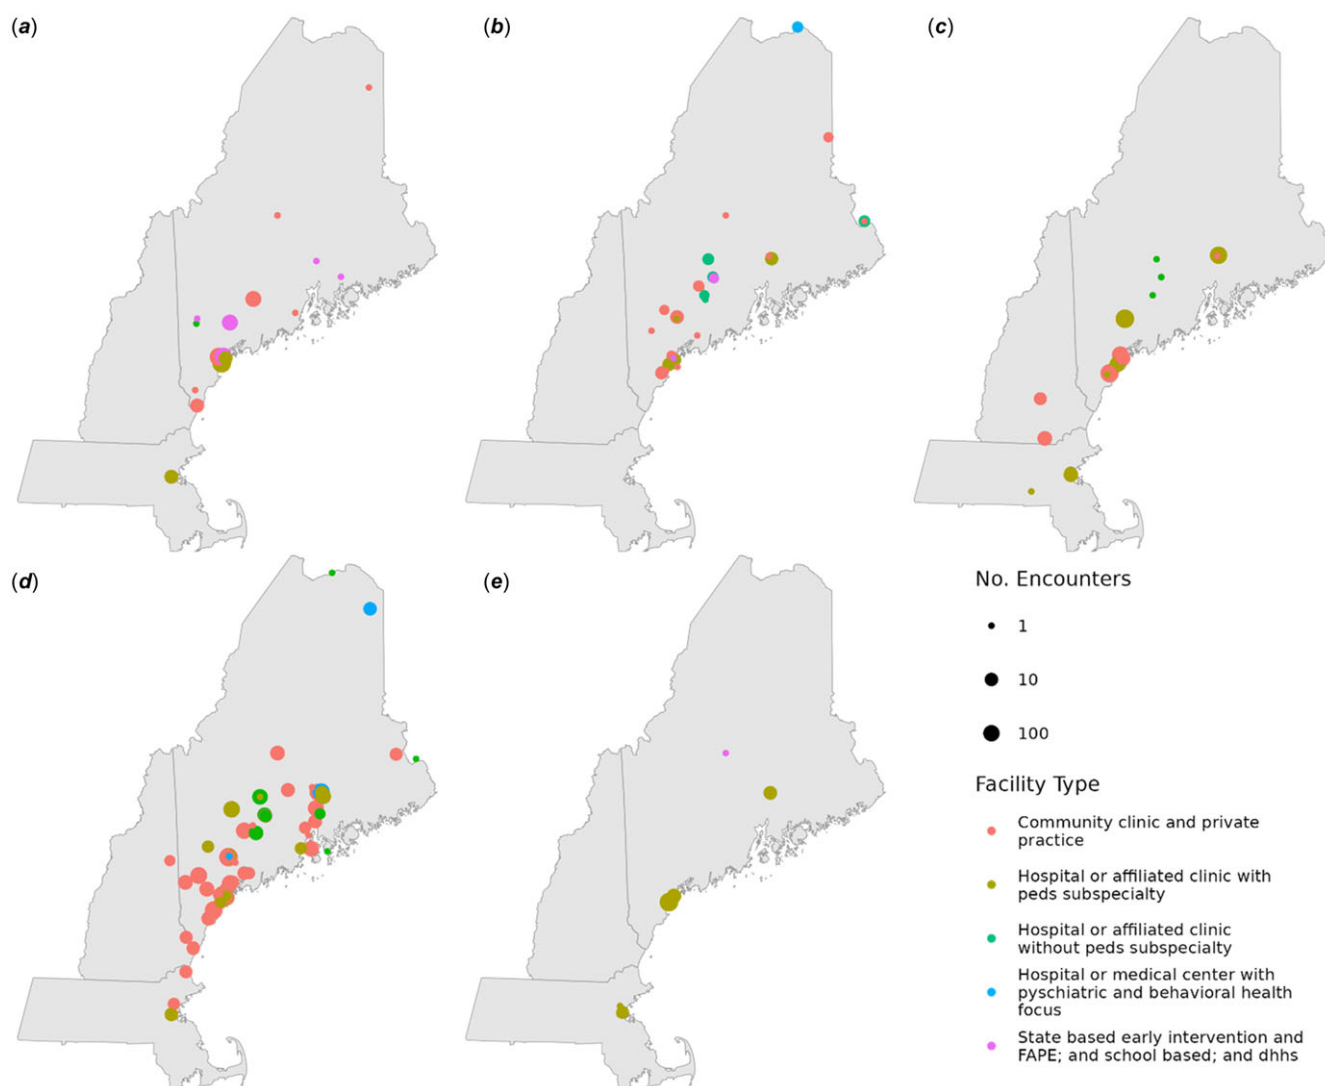 (a)
(b)
(c)
(d)
(e)
No. Encounters
1
10
100
Facility Type
Community clinic and private
practice
Hospital or affiliated clinic with
peds subspecialty
Hospital or affiliated clinic
without peds subspecialty
Hospital or medical center with
pyschiatric and behavioral health
focus
State based early intervention and
FAPE; and school based; and dhhs